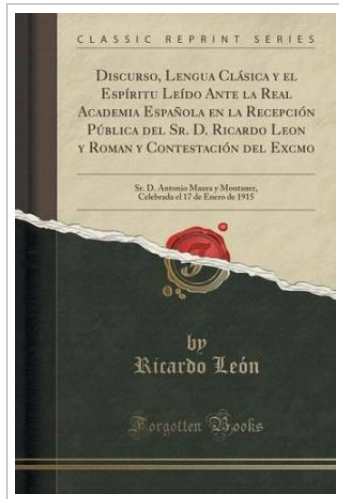 CLASSIC REPRINT SERIES
DISCURSO, LENGUA CLÁSICA Y EL
ESPÍRITU LEÍDO ANTE LA REAL
ACADEMIA ESPAÑOLA EN LA RECEPCIÓN
PÚBLICA DEL SR. D. RICARDO LEON
Y ROMAN Y CONTESTACIÓN DEL EXCMO
Sr. D. Antonio Maura y Montaner,
Celebrada el 17 de Enero de 1915
F
by
Ricardo León
Forgotten Books